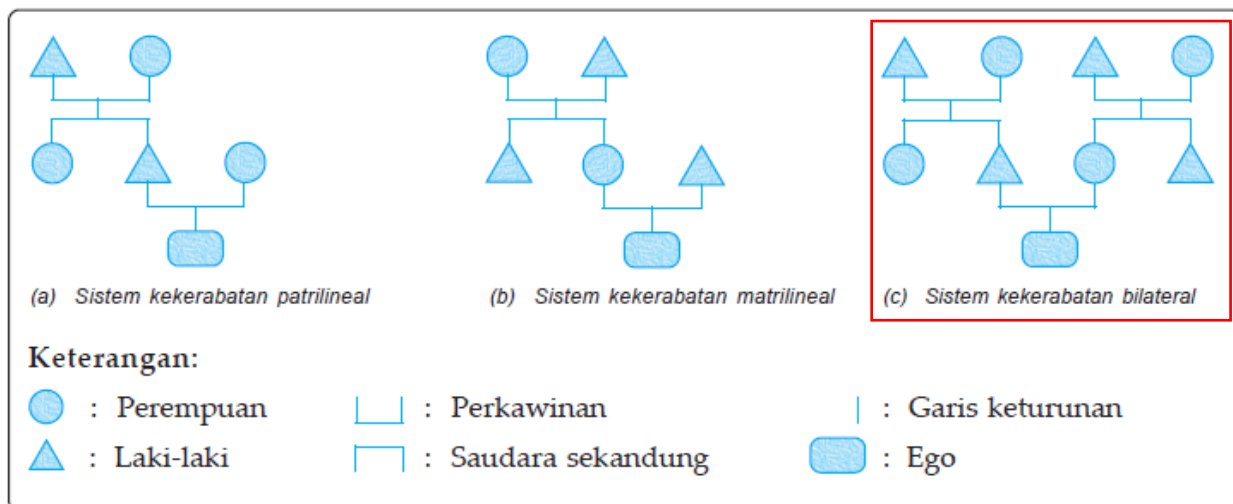 (a) Sistem kekerabatan patrilineal
(b) Sistem kekerabatan matrilineal
(c) Sistem kekerabatan bilateral
Keterangan:
: Perempuan
: Perkawinan
: Garis keturunan
: Laki-laki
: Saudara sekandung
: Ego